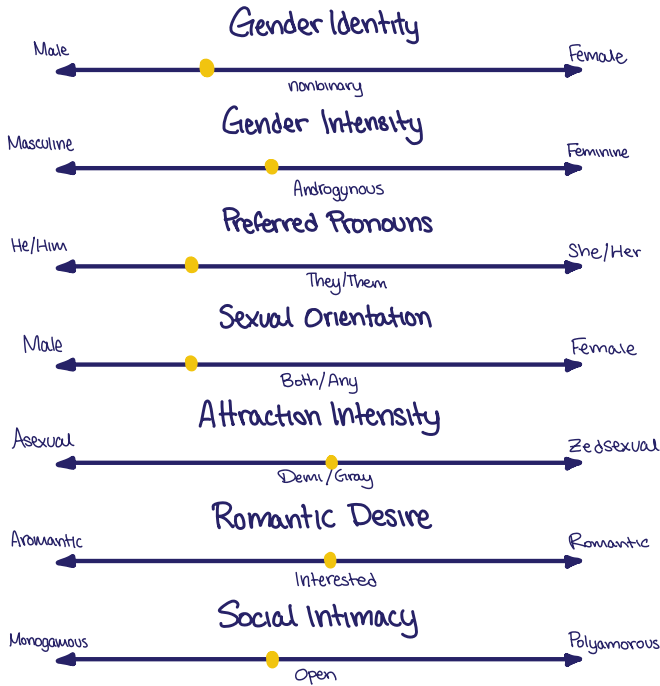 Gender Identity
Male Female
nonbinary
Gender Intensity
Masculine Feminine
Androgynous
Preferred Pronouns
He/Him She/Her
They/Them
Sexual Orientation
Male Female
Both/Any
Attraction Intensity
Asexual Zedsexual
Demi/Gray
Romantic Desire
Aromantic Romantic
Interested
Social Intimacy
Monogamous Polyamorous
Open